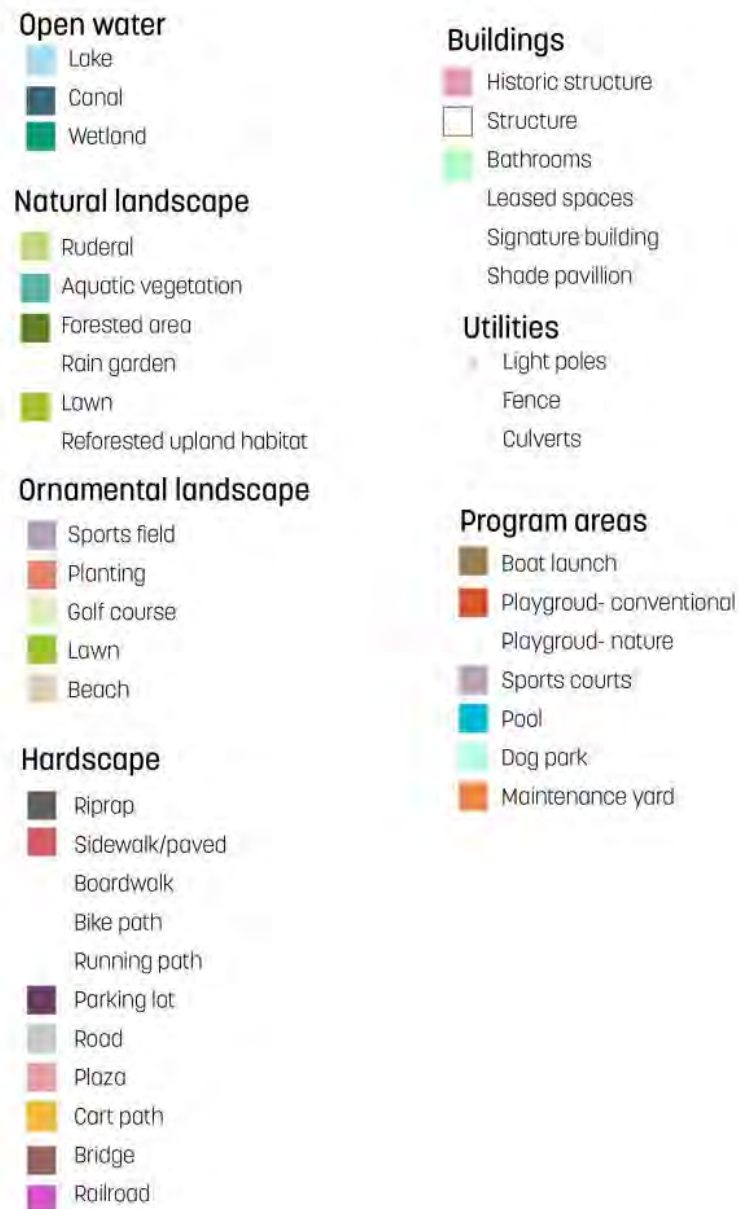 Open water
Lake
Canal
Wetland
Natural landscape
Ruderal
Aquatic vegetation
Forested area
Rain garden
Lawn
Reforested upland habitat
Ornamental landscape
Sports field
Planting
Golf course
Lawn
Beach
Hardscape
Riprap
Sidewalk/paved
Boardwalk
Bike path
Running path
Parking lot
Road
Plaza
Cart path
Bridge
Railroad
Buildings
Historic structure
Structure
Bathrooms
Leased spaces
Signature building
Shade pavillion
Utilities
Light poles
Fence
Culverts
Program areas
Boat launch
Playgroud- conventional
Playgroud- nature
Sports courts
Pool
Dog park
Maintenance yard